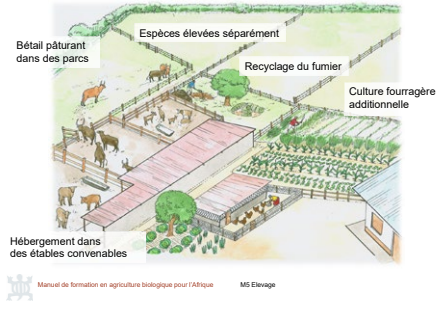 Espèces élevées séparément
Bétail pâturant
dans des parcs
Recyclage du fumier
Culture fourragère
additionnelle
Hébergement dans
des étables convenables
Manuel de formation en agriculture biologique pour l'Afrique
M5 Elevage